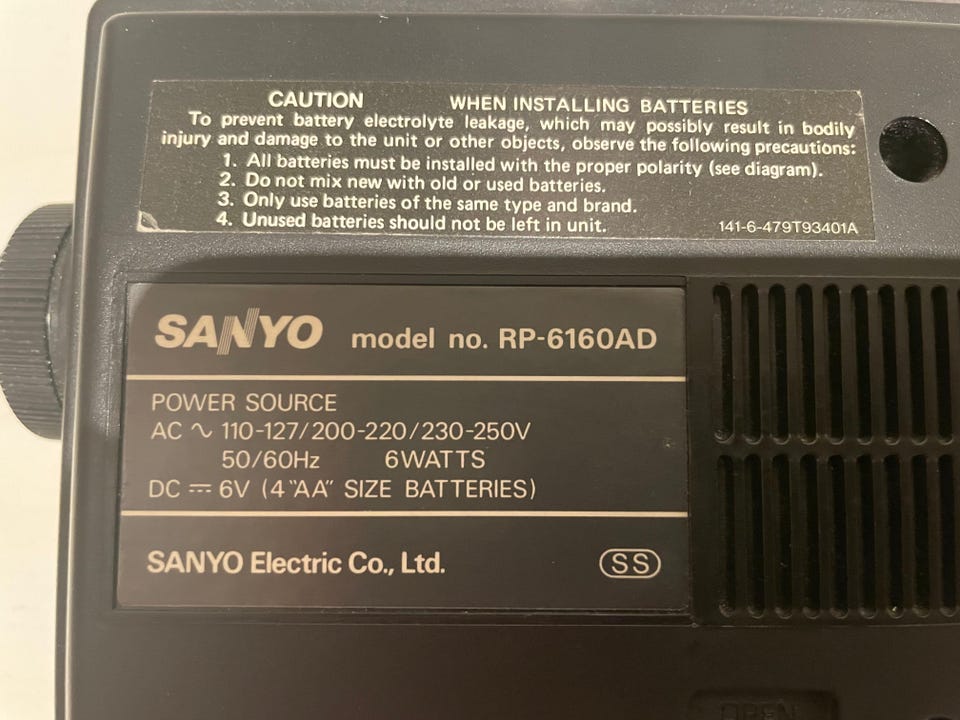 CAUTION WHEN INSTALLING BATTERIES
To prevent battery electrolyte leakage, which may possibly result in bodily
injury and damage to the unit or other objects, observe the following precautions:
1. All batteries must be installed with the proper polarity (see diagram).
2. Do not mix new with old or used batteries.
3. Only use batteries of the same type and brand.
4. Unused batteries should not be left in unit. 141-6-479T93401A
SANYO model no. RP-6160AD
POWER SOURCE
AC ∿ 110-127/200-220/230-250V
50/60Hz 6WATTS
DC ⎓ 6V (4 "AA" SIZE BATTERIES)
SANYO Electric Co., Ltd. SS
OPEN